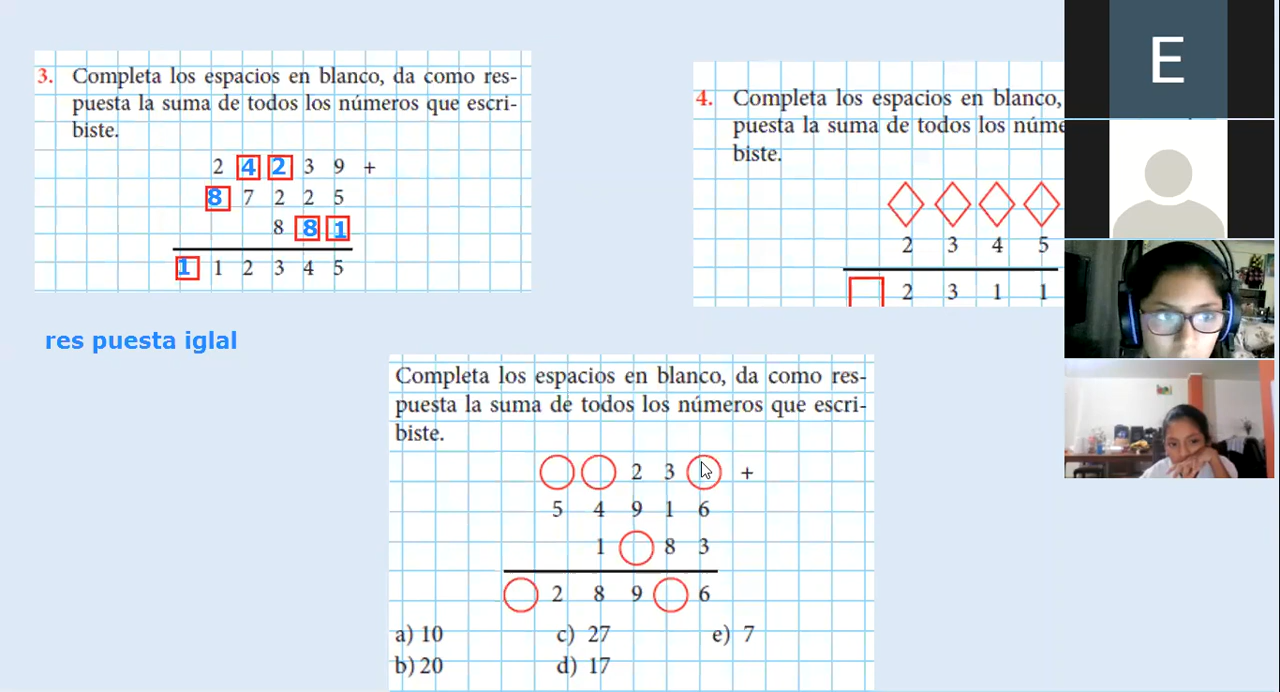 3. Completa los espacios en blanco, da como res-
puesta la suma de todos los números que escri-
biste.
2 4 2 3 9 +
8 7 2 2 5
8 8 1
1 1 2 3 4 5
res puesta iglal
4. Completa los espacios en blanco,
puesta la suma de todos los núme
biste.
2 3 4 5
2 3 1 1
E
Completa los espacios en blanco, da como res-
puesta la suma de todos los números que escri-
biste.
2 3 +
5 4 9 1 6
1 8 3
2 8 9 6
a) 10 c) 27 e) 7
b) 20 d) 17